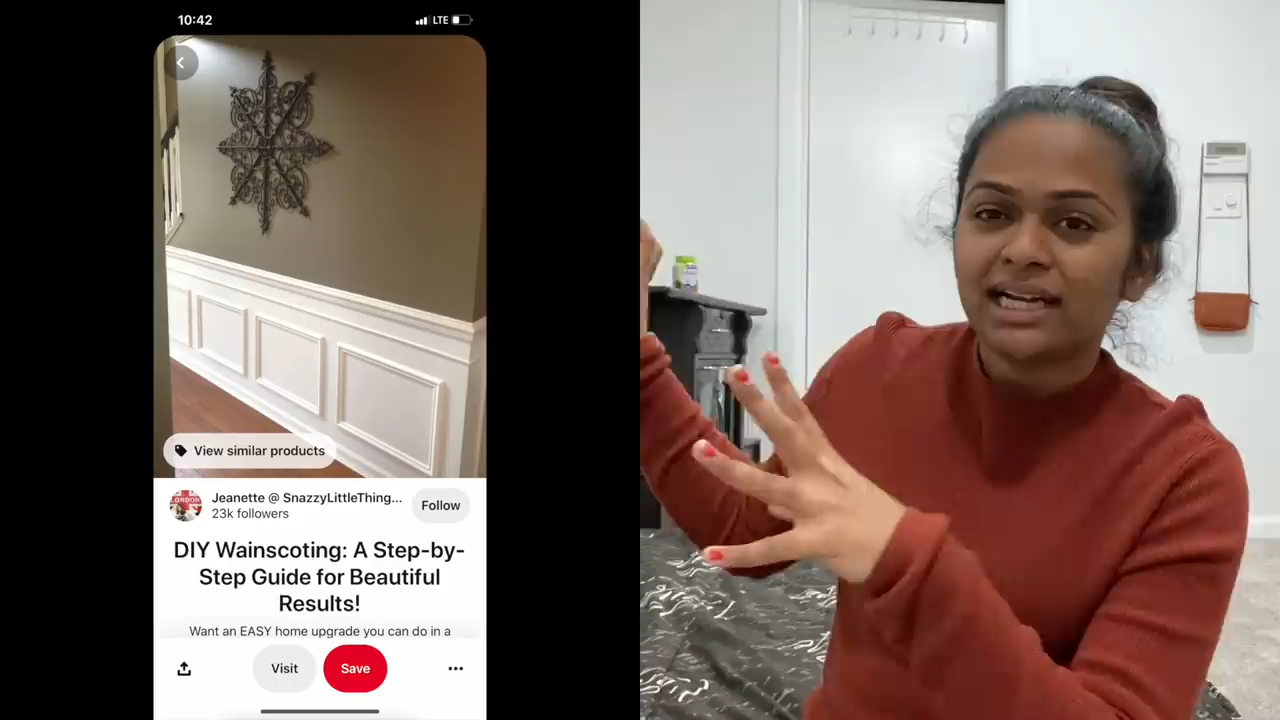 10:42
LTE
View similar products
LONDON
Jeanette @ SnazzyLittleThing...
23k followers
Follow
DIY Wainscoting: A Step-by-
Step Guide for Beautiful
Results!
Want an EASY home upgrade you can do in a
Visit
Save